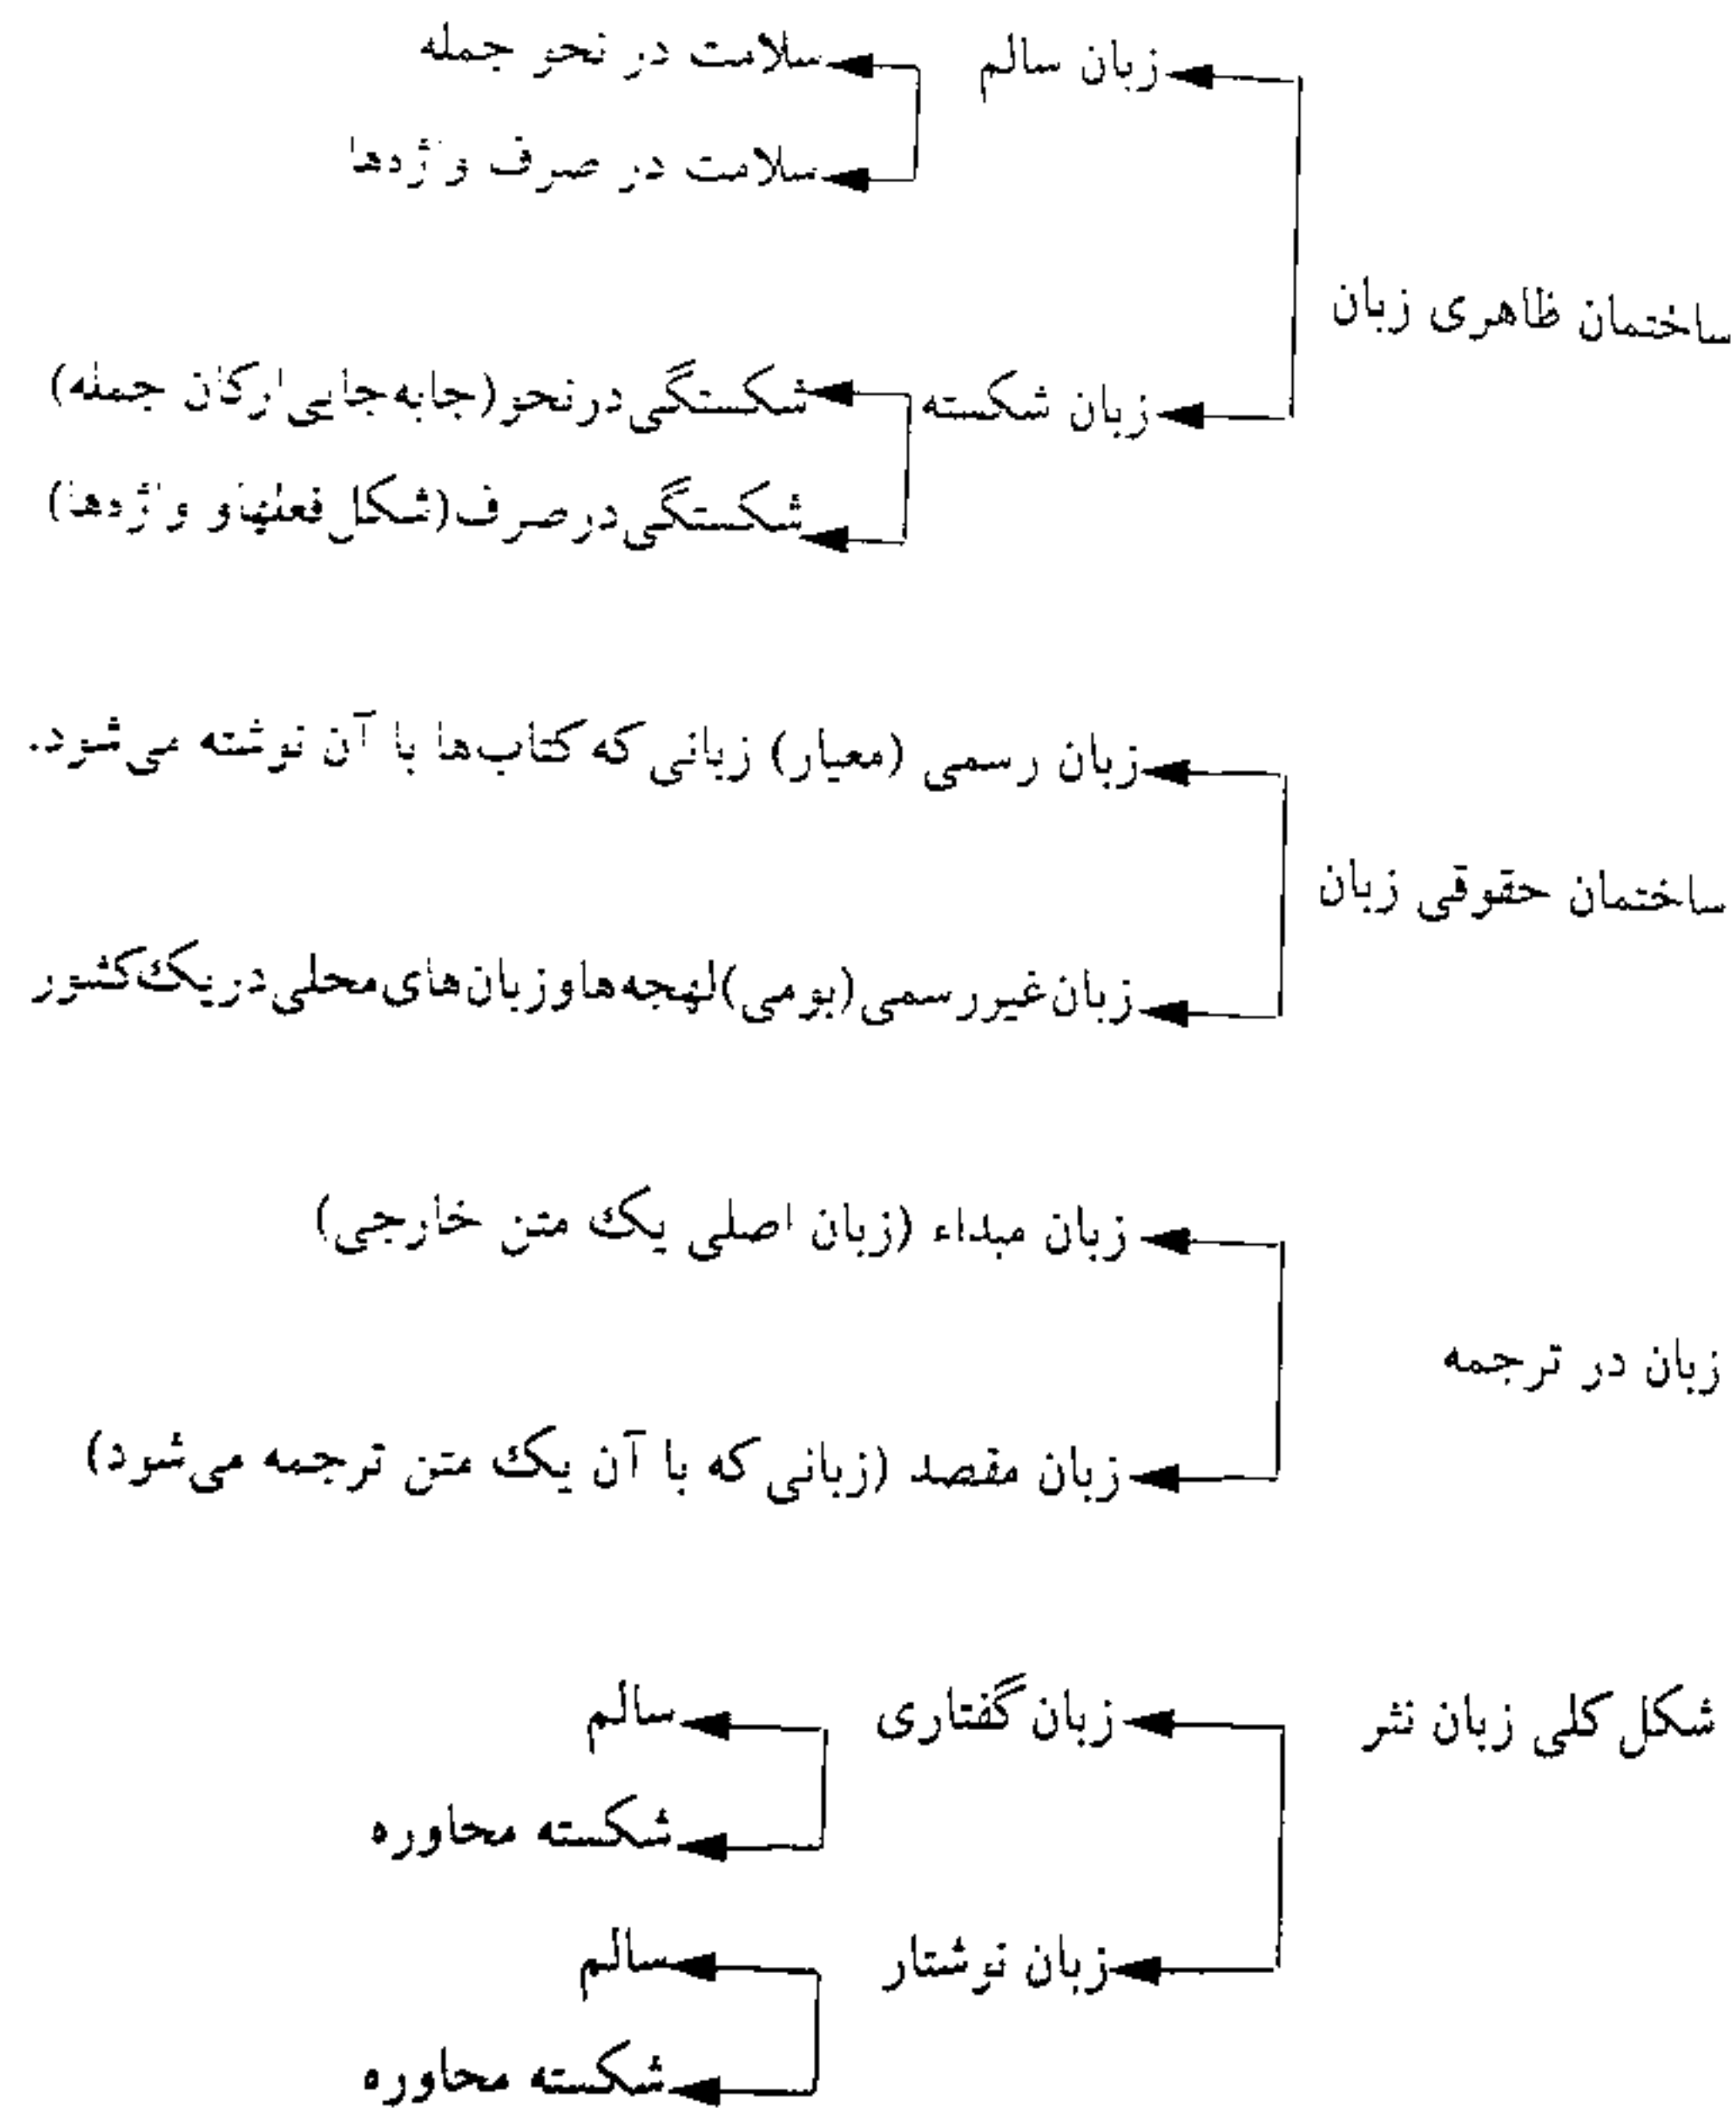 زبان سالم
سلامت در نحو جمله
سلامت در صرف واژه‌ها
ساختمان ظاهری زبان
زبان شکسته
شکستگی در نحو (جابه‌جایی ارکان جمله)
شکستگی در صرف (شکل فعلها و واژه‌ها)
زبان رسمی (معیار) زبانی که کتاب‌ها با آن نوشته می‌شود.
ساختمان حقوقی زبان
زبان غیر رسمی (بومی) لهجه‌ها و زبان‌های محلی در یک کشور
زبان مبداء (زبان اصلی یک متن خارجی)
زبان در ترجمه
زبان مقصد (زبانی که با آن یک متن ترجمه می‌شود)
شکل کلی زبان نثر
زبان گفتاری
سالم
شکسته محاوره
زبان نوشتار
سالم
شکسته محاوره